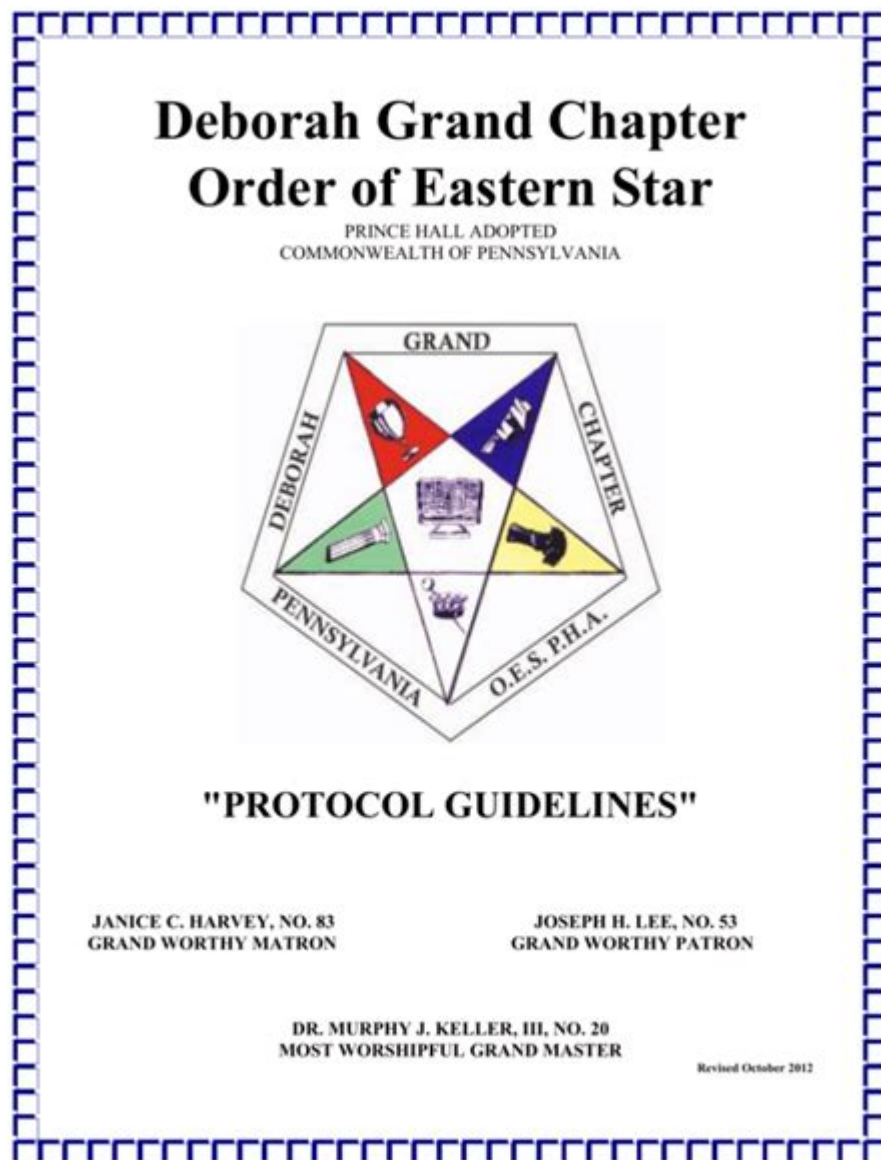 Deborah Grand Chapter
Order of Eastern Star
PRINCE HALL ADOPTED
COMMONWEALTH OF PENNSYLVANIA
GRAND
CHAPTER
DEBORAH
PENNSYLVANIA
O.E.S. P.H.A.
"PROTOCOL GUIDELINES"
JANICE C. HARVEY, NO. 83
GRAND WORTHY MATRON
JOSEPH H. LEE, NO. 53
GRAND WORTHY PATRON
DR. MURPHY J. KELLER, III, NO. 20
MOST WORSHIPFUL GRAND MASTER
Revised October 2012